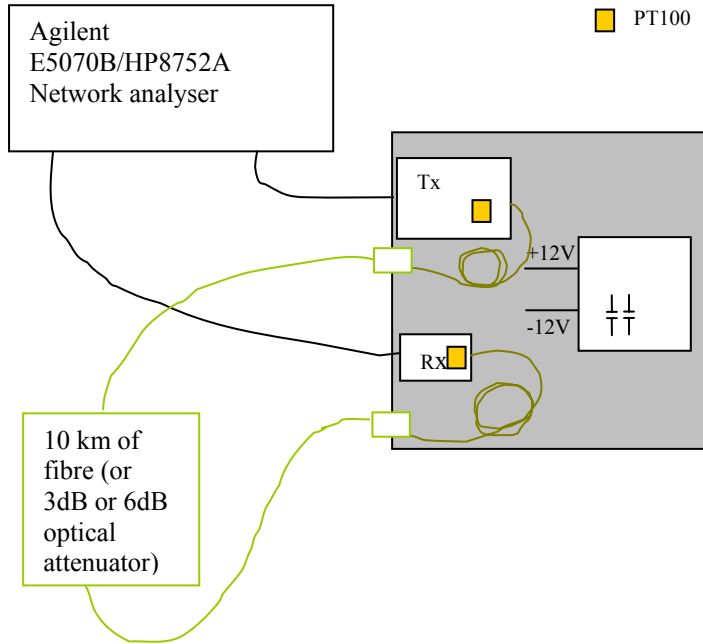 Agilent
E5070B/HP8752A
Network analyser
PT100
Tx
+12V
-12V
Rx
10 km of
fibre (or
3dB or 6dB
optical
attenuator)